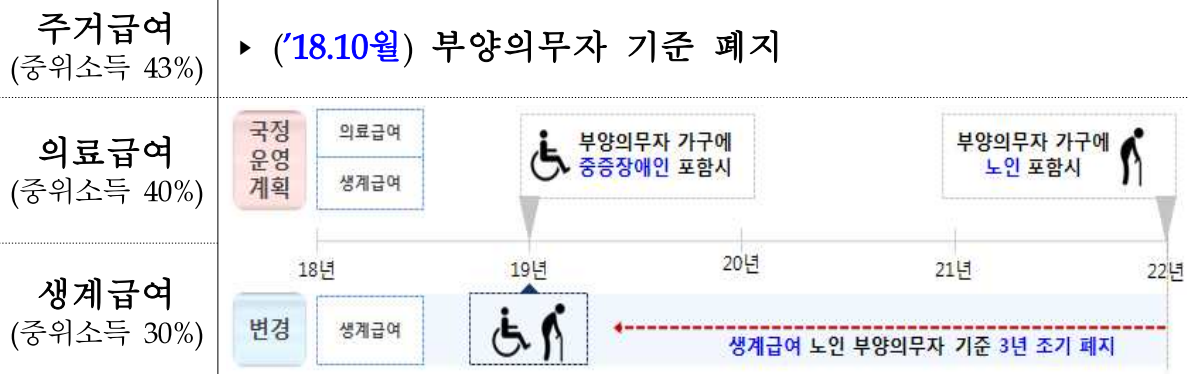 주거급여
(중위소득 43%)
▸ (’18.10월) 부양의무자 기준 폐지
의료급여
(중위소득 40%)
생계급여
(중위소득 30%)
국정
운영
계획
의료급여
생계급여
부양의무자 가구에
중증장애인 포함시
부양의무자 가구에
노인 포함시
18년
19년
20년
21년
22년
변경
생계급여
생계급여 노인 부양의무자 기준 3년 조기 폐지